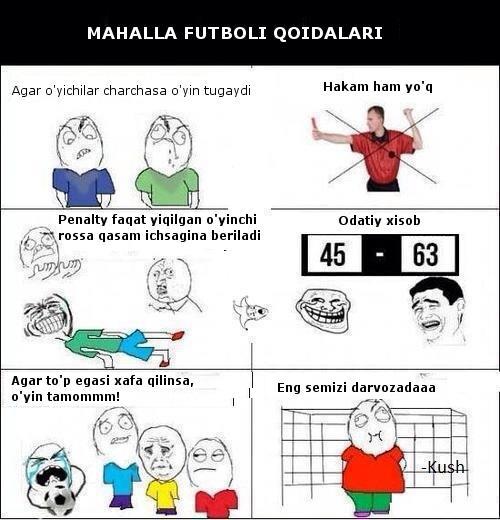 MAHALLA FUTBOLI QOIDALARI
Agar o'yichilar charchasa o'yin tugaydi
Hakam ham yo'q
Penalty faqat yiqilgan o'yinchi
rossa qasam ichsagina beriladi
Odatiy xisob
45 - 63
Agar to'p egasi xafa qilinsa,
o'yin tamommm!
Eng semizi darvozadaaa
-Kush